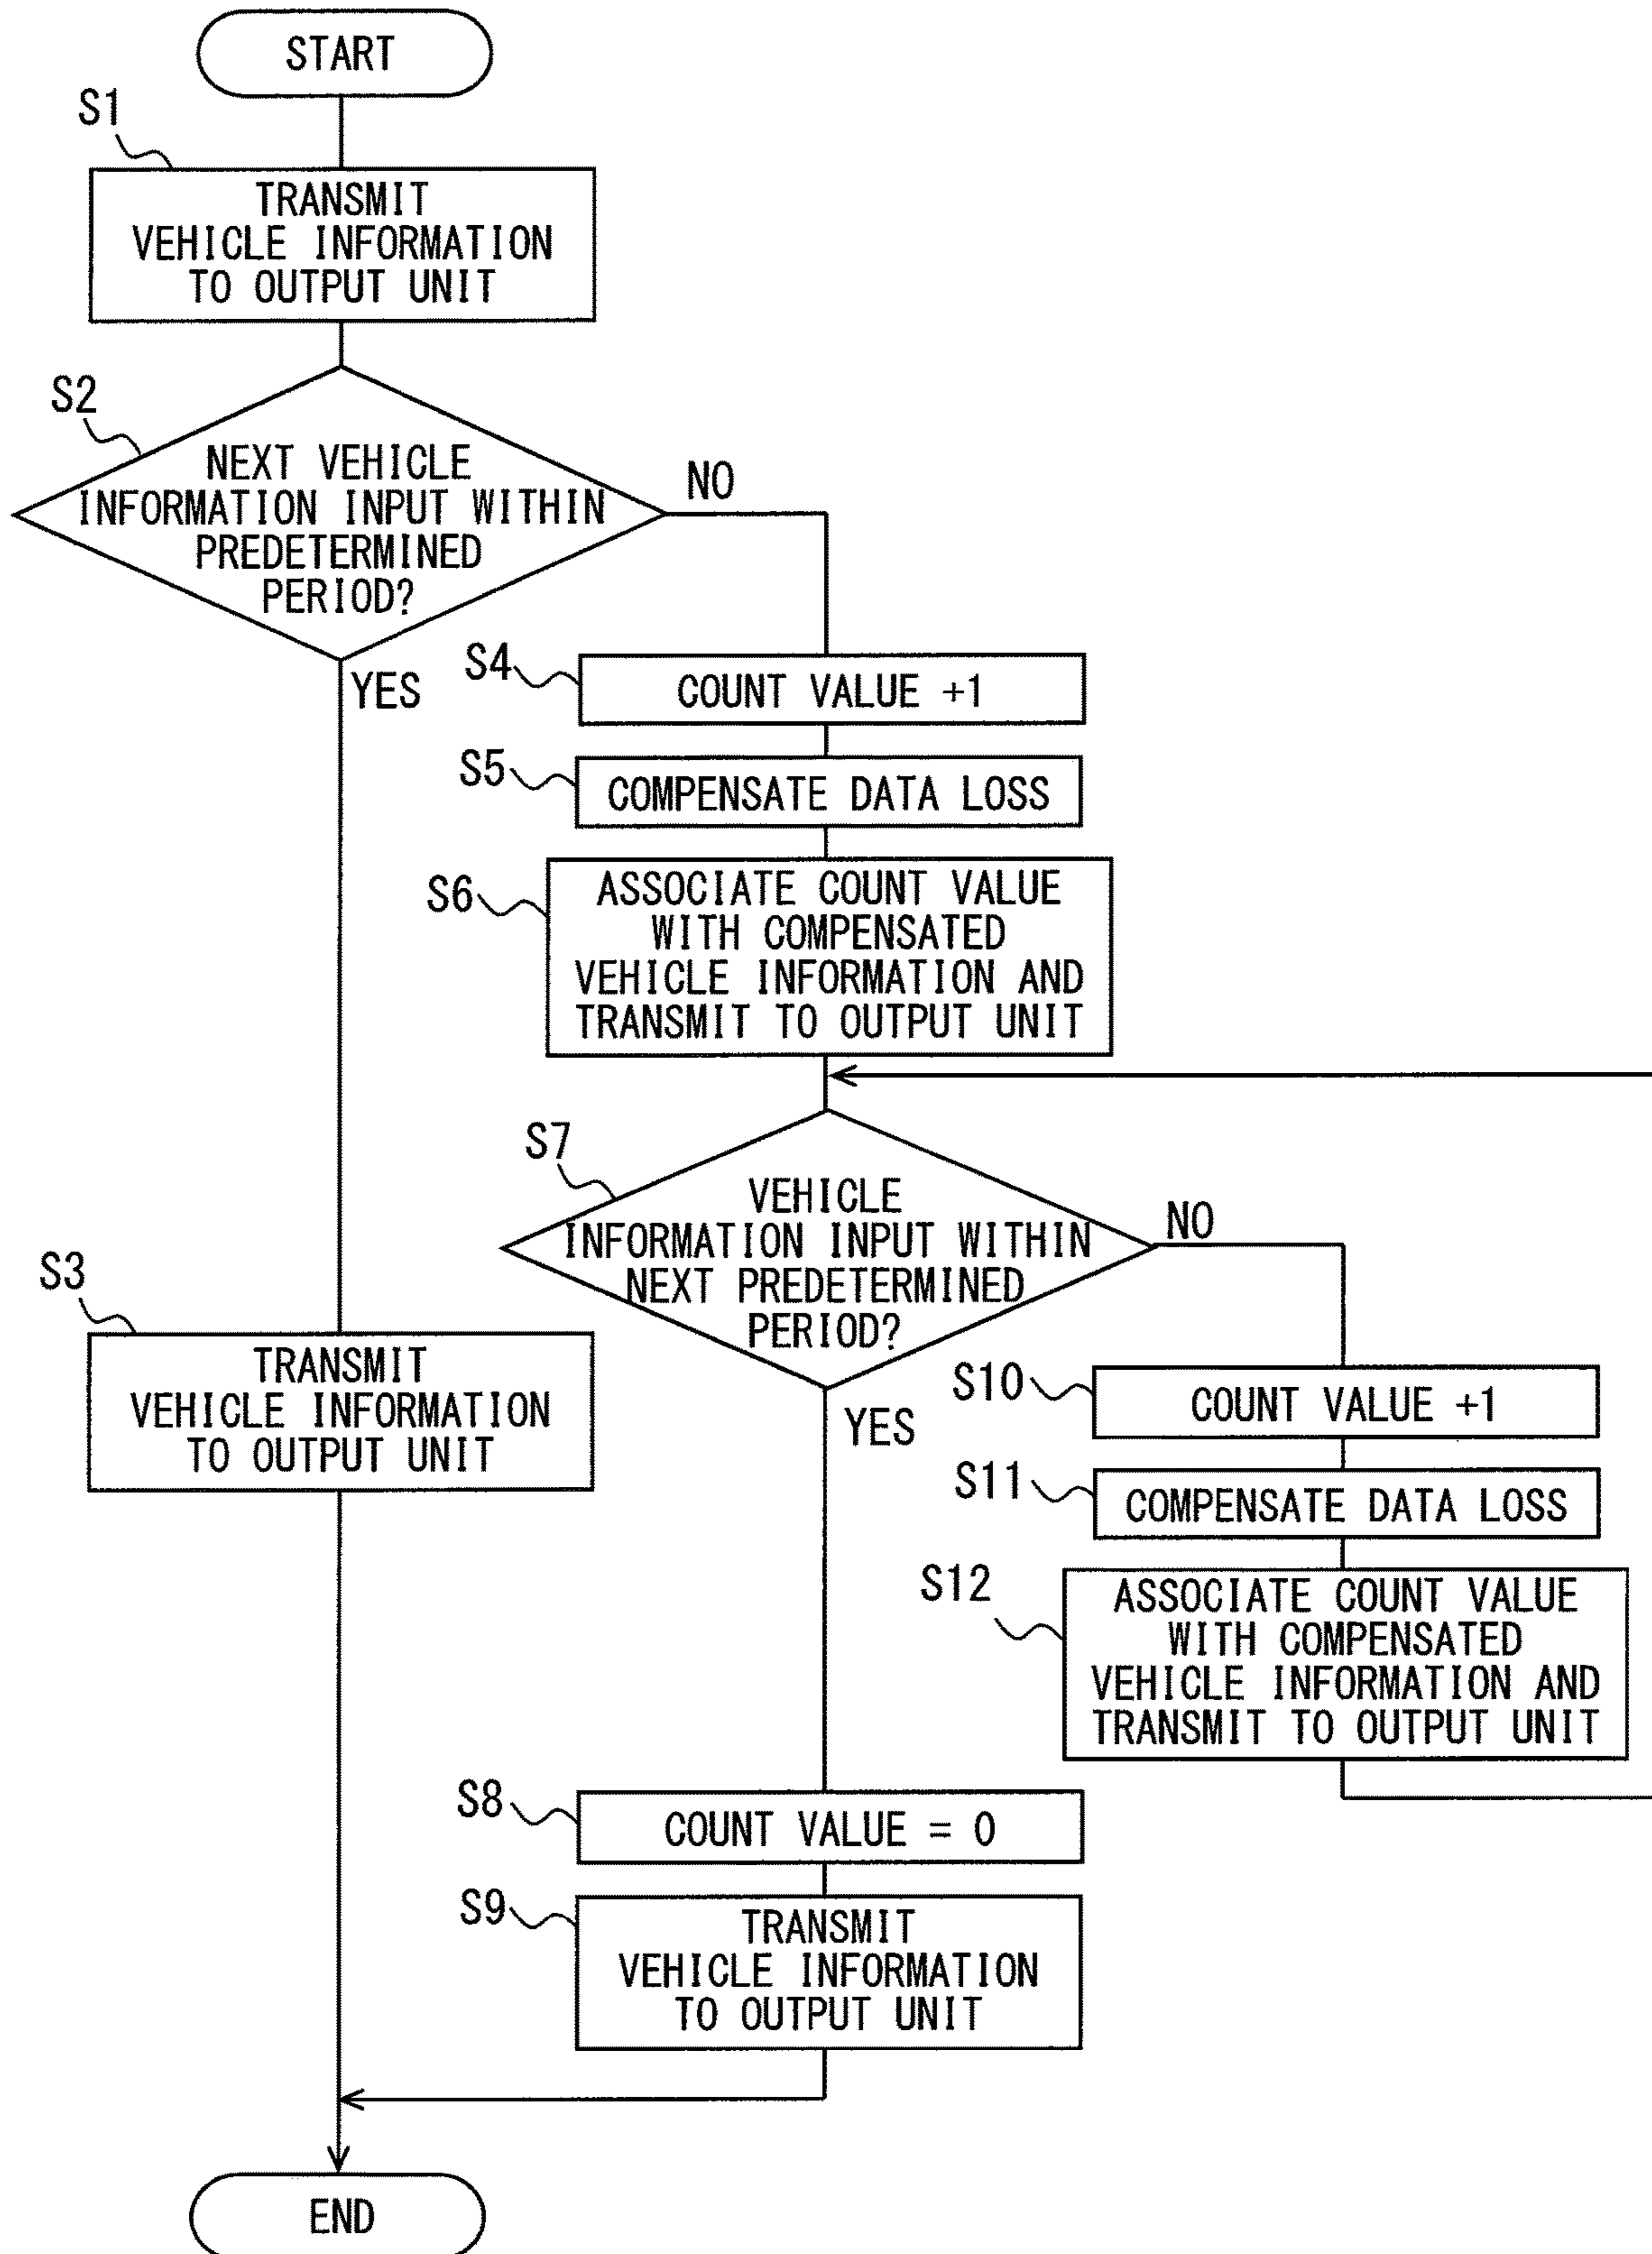 START
S1
TRANSMIT
VEHICLE INFORMATION
TO OUTPUT UNIT
S2
NEXT VEHICLE
INFORMATION INPUT WITHIN
PREDETERMINED
PERIOD?
NO
YES
S4
COUNT VALUE +1
S5
COMPENSATE DATA LOSS
S6
ASSOCIATE COUNT VALUE
WITH COMPENSATED
VEHICLE INFORMATION AND
TRANSMIT TO OUTPUT UNIT
S7
VEHICLE
INFORMATION INPUT WITHIN
NEXT PREDETERMINED
PERIOD?
NO
YES
S3
TRANSMIT
VEHICLE INFORMATION
TO OUTPUT UNIT
S10
COUNT VALUE +1
S11
COMPENSATE DATA LOSS
S12
ASSOCIATE COUNT VALUE
WITH COMPENSATED
VEHICLE INFORMATION AND
TRANSMIT TO OUTPUT UNIT
S8
COUNT VALUE = 0
S9
TRANSMIT
VEHICLE INFORMATION
TO OUTPUT UNIT
END